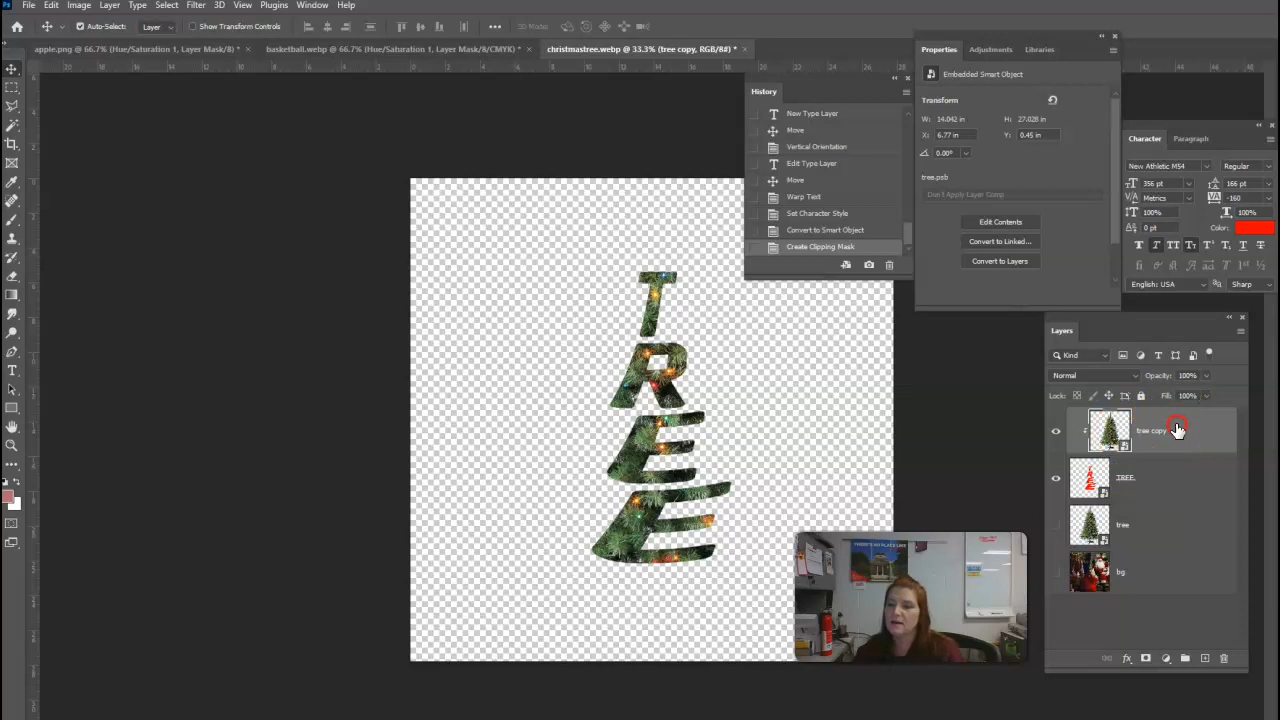 Ps File Edit Image Layer Type Select Filter 3D View Plugins Window Help
Auto-Select: Layer Show Transform Controls 3D Mode:
apple.png @ 66.7% (Hue/Saturation 1, Layer Mask/8) * × basketball.webp @ 66.7% (Hue/Saturation 1, Layer Mask/8/CMYK) * × christmastree.webp @ 33.3% (tree copy, RGB/8#) * ×
History
New Type Layer
Move
Vertical Orientation
Edit Type Layer
Move
Warp Text
Set Character Style
Convert to Smart Object
Create Clipping Mask
Properties Adjustments Libraries
Embedded Smart Object
Transform
W: 14.042 in H: 27.028 in
X: 6.77 in Y: 0.45 in
0.00°
tree.psb
Don't Apply Layer Comp
Edit Contents
Convert to Linked...
Convert to Layers
Character Paragraph
New Athletic M54 Regular
356 pt 166 pt
Metrics -160
100% 100%
0 pt Color:
English: USA Sharp
T
R
E
E
Layers
Kind
Normal Opacity: 100%
Lock: Fill: 100%
tree copy
TREE
tree
bg